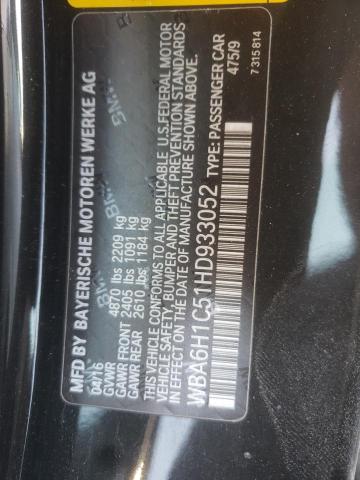 MFD BY BAYERISCHE MOTOREN WERKE AG
04/16
GVWR 4870 lbs 2209 kg
GAWR FRONT 2405 lbs 1091 kg
GAWR REAR 2610 lbs 1184 kg
THIS VEHICLE CONFORMS TO ALL APPLICABLE U.S.FEDERAL MOTOR
VEHICLE SAFETY, BUMPER AND THEFT PREVENTION STANDARDS
IN EFFECT ON THE DATE OF MANUFACTURE SHOWN ABOVE.
WBA6H1C51HD933052 TYPE: PASSENGER CAR
475/9
7 315 814